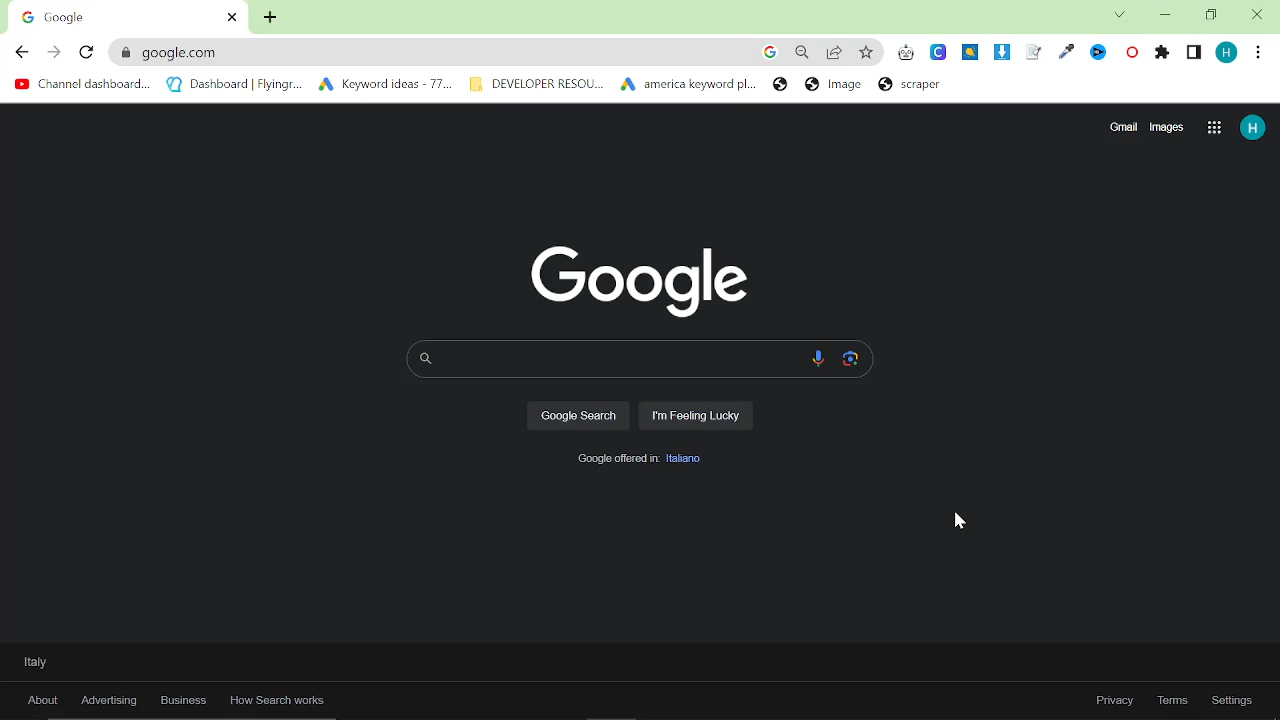 Google
google.com
H
Channel dashboard...
Dashboard | Flyingr...
Keyword ideas - 77...
DEVELOPER RESOU...
america keyword pl...
Image
scraper
Gmail Images
H
Google
Google Search
I'm Feeling Lucky
Google offered in: Italiano
Italy
About Advertising Business How Search works
Privacy Terms Settings